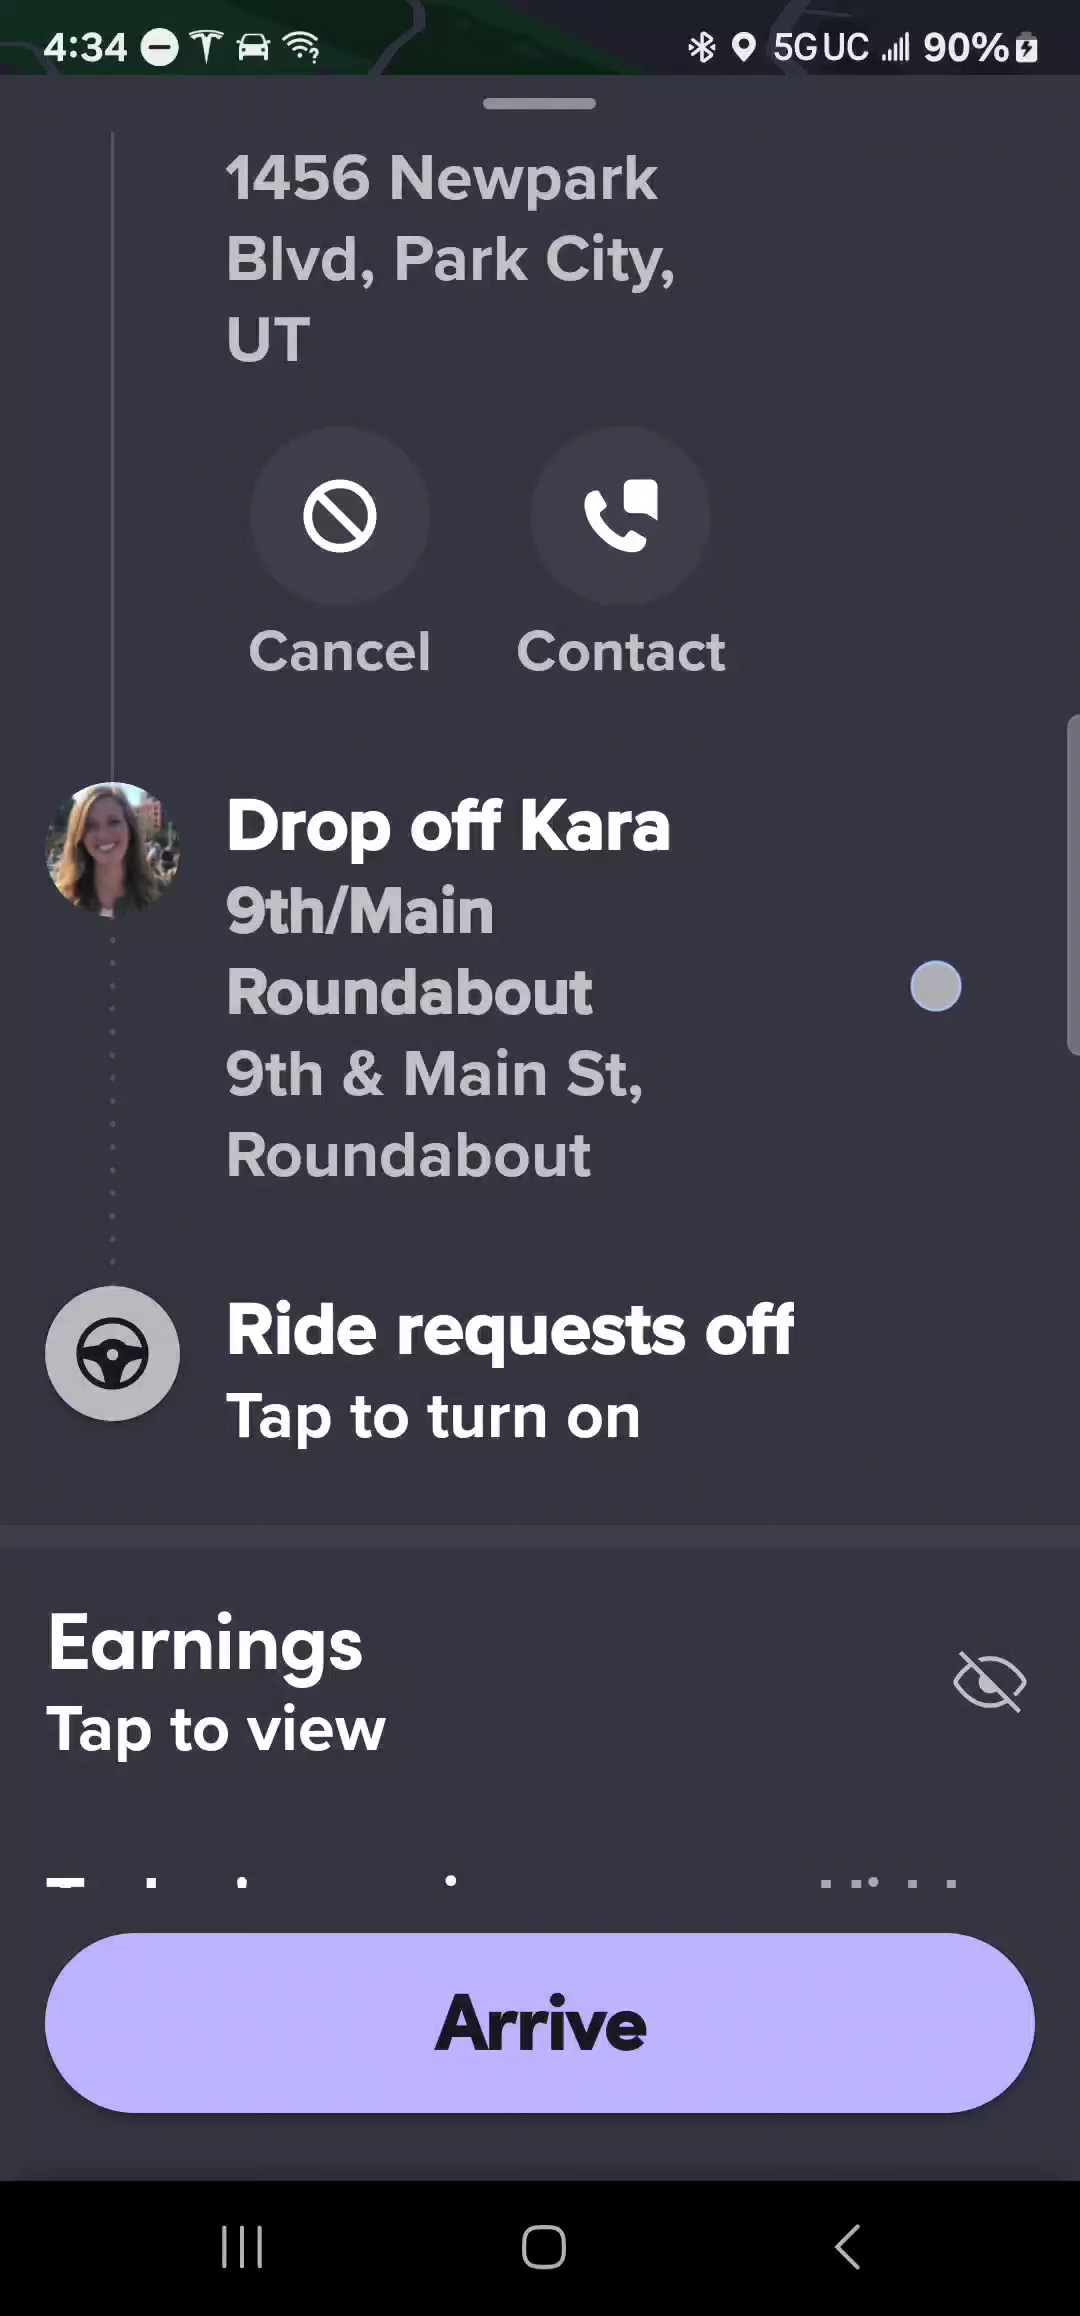 4:34 5G UC 90%
1456 Newpark
Blvd, Park City,
UT
Cancel Contact
Drop off Kara
9th/Main
Roundabout
9th & Main St,
Roundabout
Ride requests off
Tap to turn on
Earnings
Tap to view
Arrive